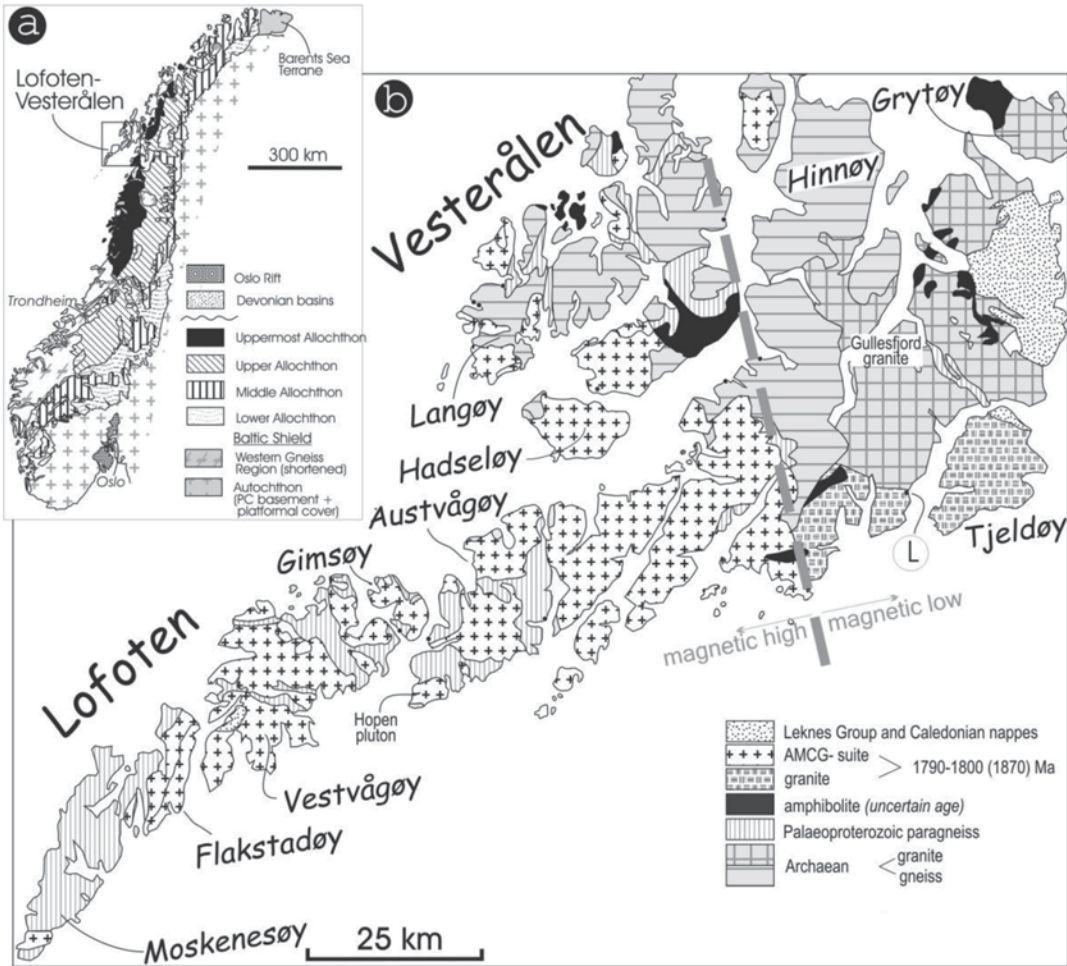 a
Barents Sea
Terrane
Lofoten-
Vesterålen
300 km
Trondheim
Oslo
Oslo Rift
Devonian basins
Uppermost Allochthon
Upper Allochthon
Middle Allochthon
Lower Allochthon
Baltic Shield
Western Gneiss
Region (shortened)
Autochthon
(PC basement +
platformal cover)
b
Vesterålen
Grytøy
Hinnøy
Gullesfjord
granite
Langøy
Hadseløy
Austvågøy
Gimsøy
Tjeldøy
L
magnetic high
magnetic low
Lofoten
Hopen
pluton
Vestvågøy
Flakstadøy
Moskenesøy
25 km
Leknes Group and Caledonian nappes
AMCG- suite
granite
1790-1800 (1870) Ma
amphibolite (uncertain age)
Palaeoproterozoic paragneiss
Archaean
granite
gneiss